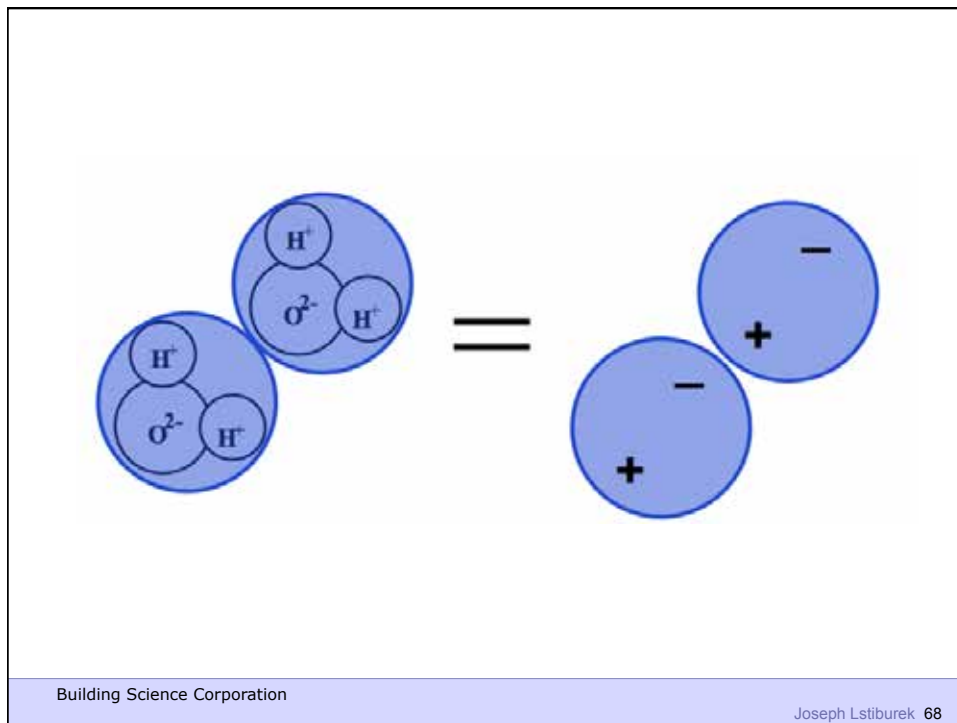 H⁺
O²⁻ H⁺
H⁺
O²⁻ H⁺
=
−
+
−
+
Building Science Corporation
Joseph Lstiburek 68